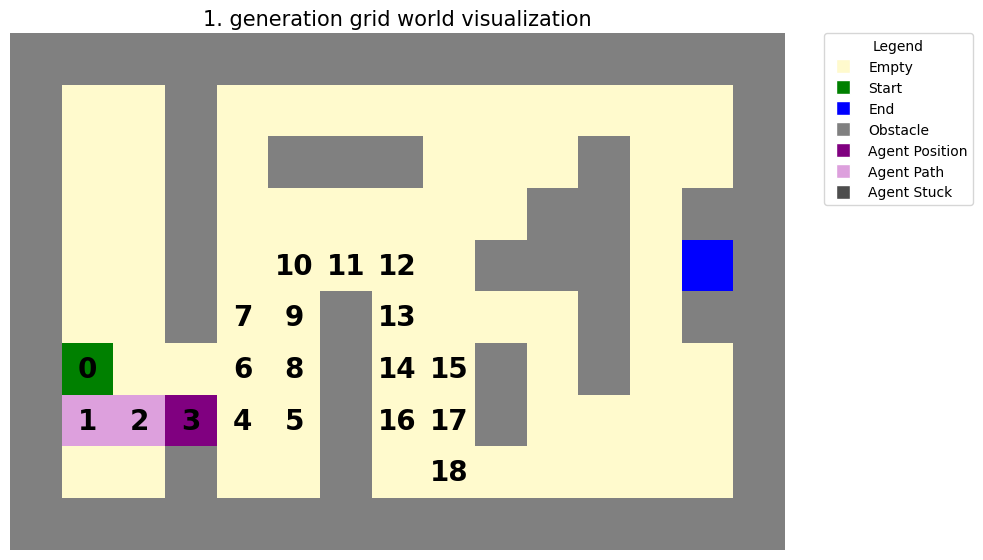 1. generation grid world visualization
Legend
Empty
Start
End
Obstacle
Agent Position
Agent Path
Agent Stuck
10 11 12
7 9 13
0 6 8 14 15
1 2 3 4 5 16 17
18